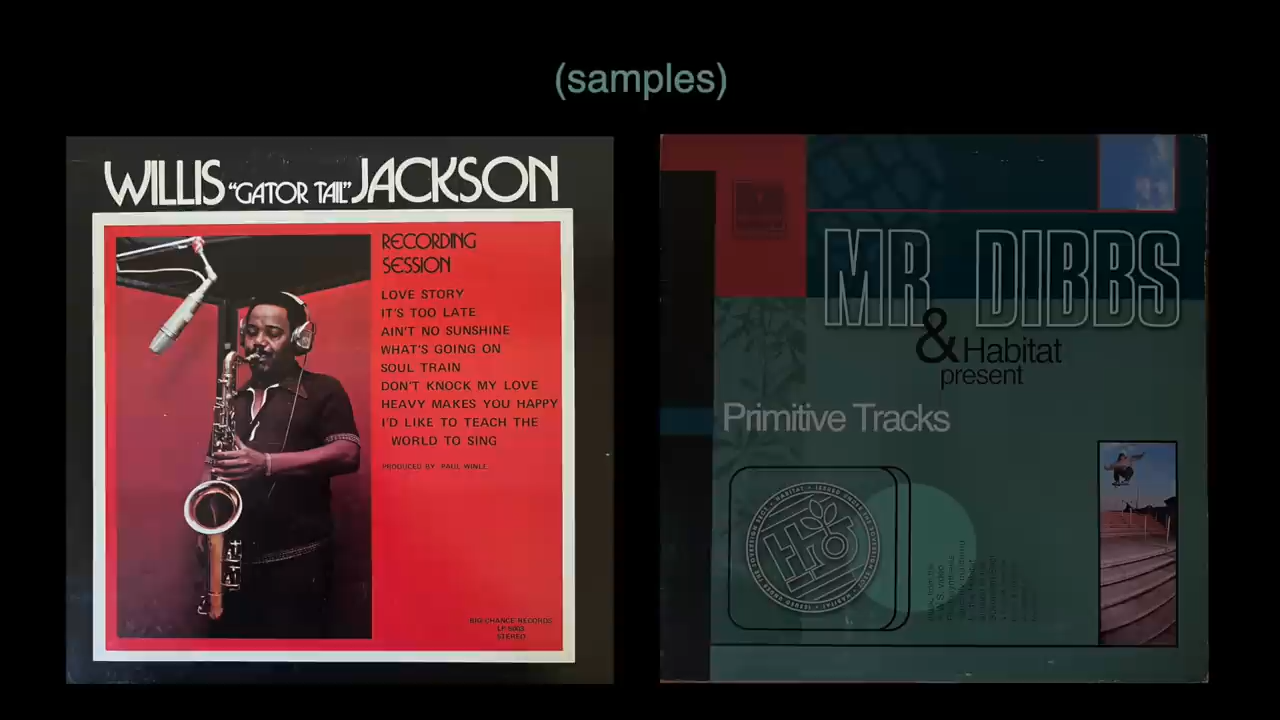 (samples)
WILLIS “GATOR TAIL” JACKSON
RECORDING
SESSION
LOVE STORY
IT'S TOO LATE
AIN'T NO SUNSHINE
WHAT'S GOING ON
SOUL TRAIN
DON'T KNOCK MY LOVE
HEAVY MAKES YOU HAPPY
I'D LIKE TO TEACH THE
WORLD TO SING
PRODUCED BY PAUL WINLE
BIG CHANCE RECORDS
STEREO
MR. DIBBS
& Habitat
present
Primitive Tracks